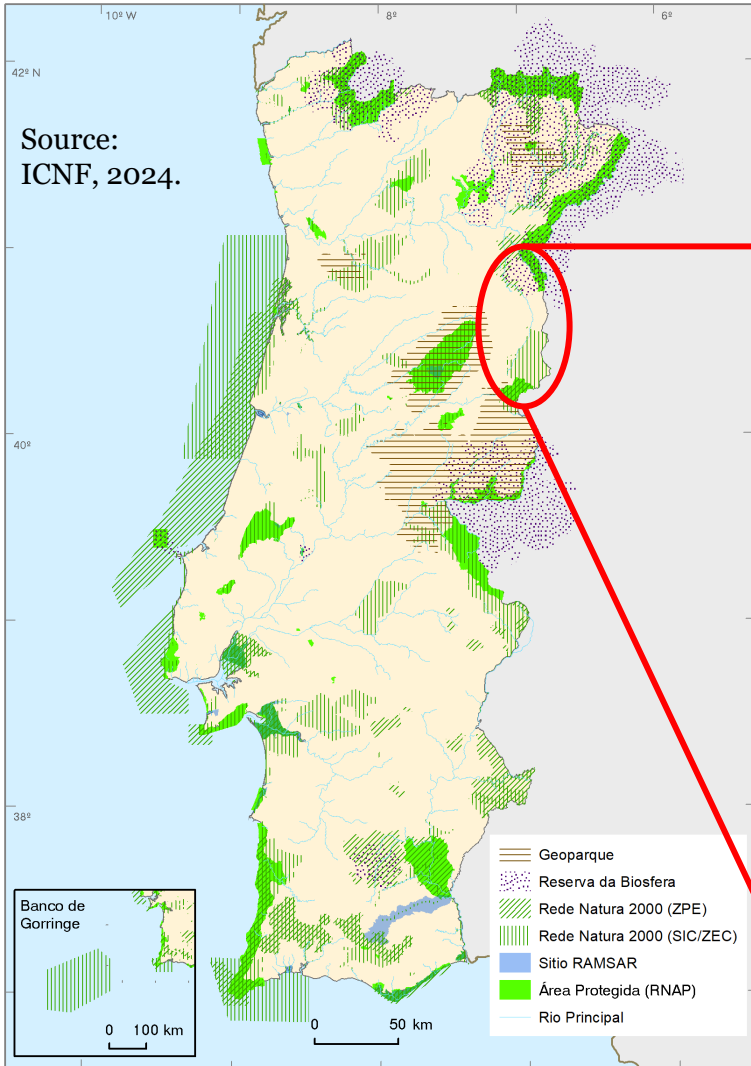 10º W
8º
6º
42º N
Source:
ICNF, 2024.
40º
38º
Geoparque
Reserva da Biosfera
Rede Natura 2000 (ZPE)
Rede Natura 2000 (SIC/ZEC)
Sitio RAMSAR
Área Protegida (RNAP)
Rio Principal
Banco de
Gorringe
0 100 km
0 50 km